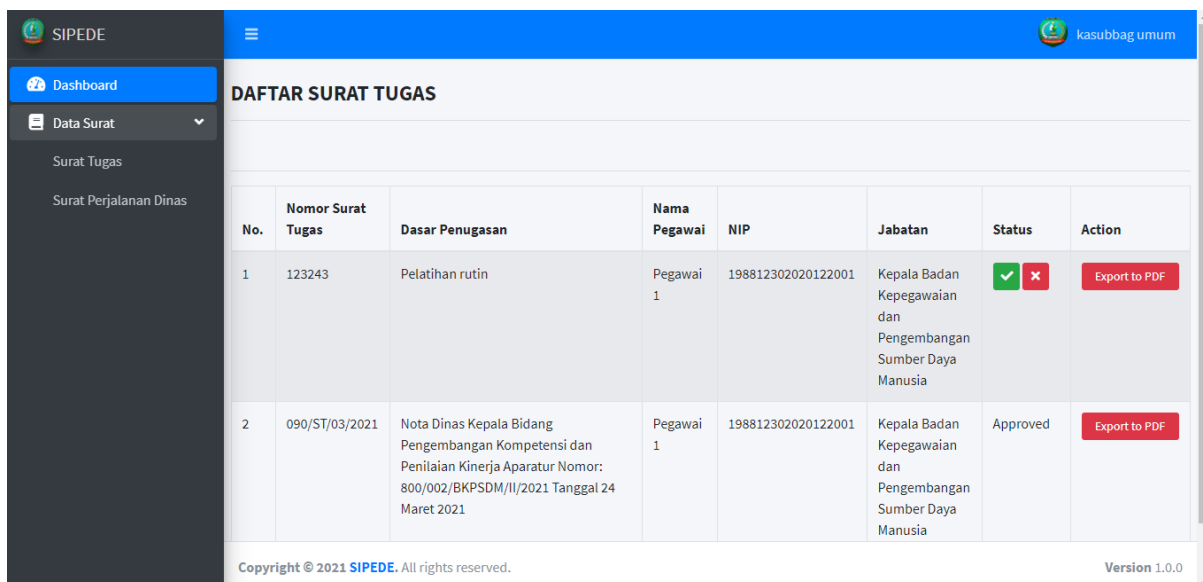 SIPEDE
kasubbag umum
Dashboard
Data Surat
Surat Tugas
Surat Perjalanan Dinas
DAFTAR SURAT TUGAS
No.
Nomor Surat
Tugas
Dasar Penugasan
Nama
Pegawai
NIP
Jabatan
Status
Action
1
123243
Pelatihan rutin
Pegawai
1
198812302020122001
Kepala Badan
Kepegawaian
dan
Pengembangan
Sumber Daya
Manusia
Export to PDF
2
090/ST/03/2021
Nota Dinas Kepala Bidang
Pengembangan Kompetensi dan
Penilaian Kinerja Aparatur Nomor:
800/002/BKPSDM/II/2021 Tanggal 24
Maret 2021
Pegawai
1
198812302020122001
Kepala Badan
Kepegawaian
dan
Pengembangan
Sumber Daya
Manusia
Approved
Export to PDF
Copyright © 2021 SIPEDE. All rights reserved.
Version 1.0.0